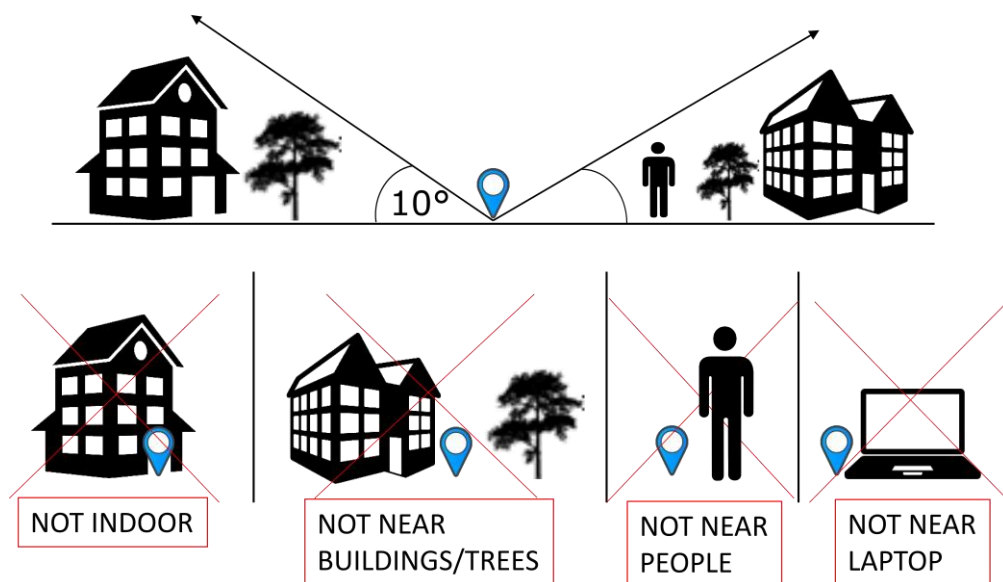 10°
NOT INDOOR
NOT NEAR
BUILDINGS/TREES
NOT NEAR
PEOPLE
NOT NEAR
LAPTOP